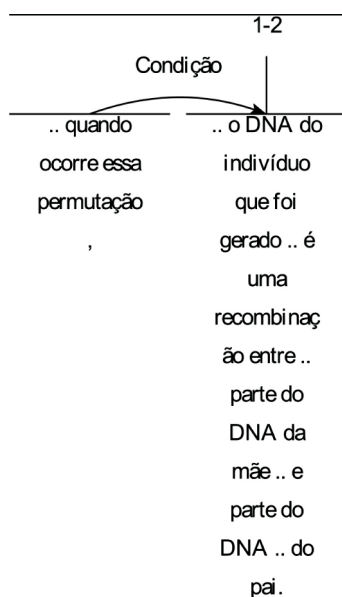 1-2
Condição
.. quando
ocorre essa
permutação
,
.. o DNA do
indivíduo
que foi
gerado .. é
uma
recombinaç
ão entre ..
parte do
DNA da
mãe .. e
parte do
DNA .. do
pai.